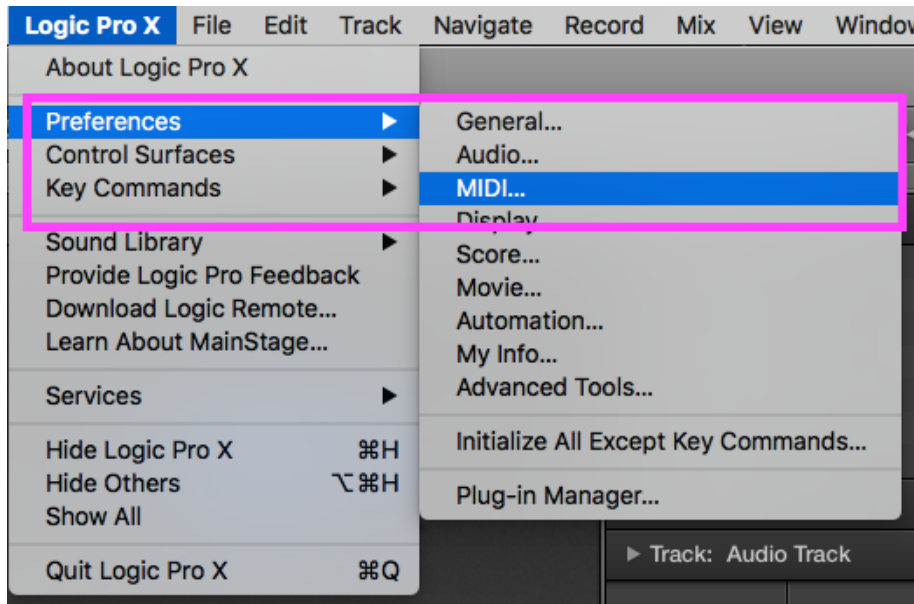 Logic Pro X File Edit Track Navigate Record Mix View Window
About Logic Pro X
Preferences
Control Surfaces
Key Commands
Sound Library
Provide Logic Pro Feedback
Download Logic Remote...
Learn About MainStage...
Services
Hide Logic Pro X ⌘H
Hide Others ⌥⌘H
Show All
Quit Logic Pro X ⌘Q
General...
Audio...
MIDI...
Display
Score...
Movie...
Automation...
My Info...
Advanced Tools...
Initialize All Except Key Commands...
Plug-in Manager...
Track: Audio Track